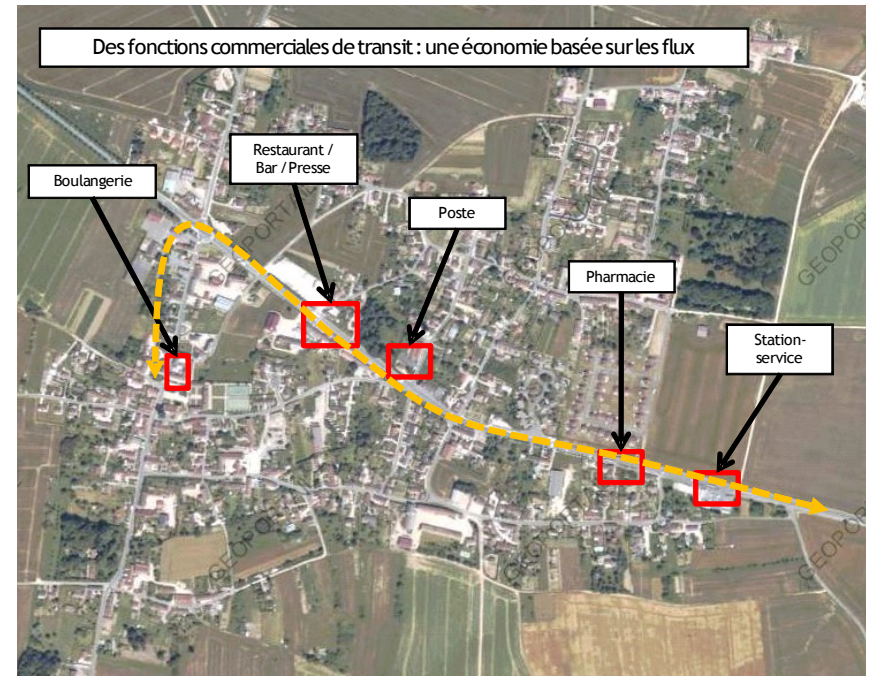 Des fonctions commerciales de transit : une économie basée sur les flux
Restaurant /
Bar / Presse
Boulangerie
Poste
Pharmacie
Station-
service